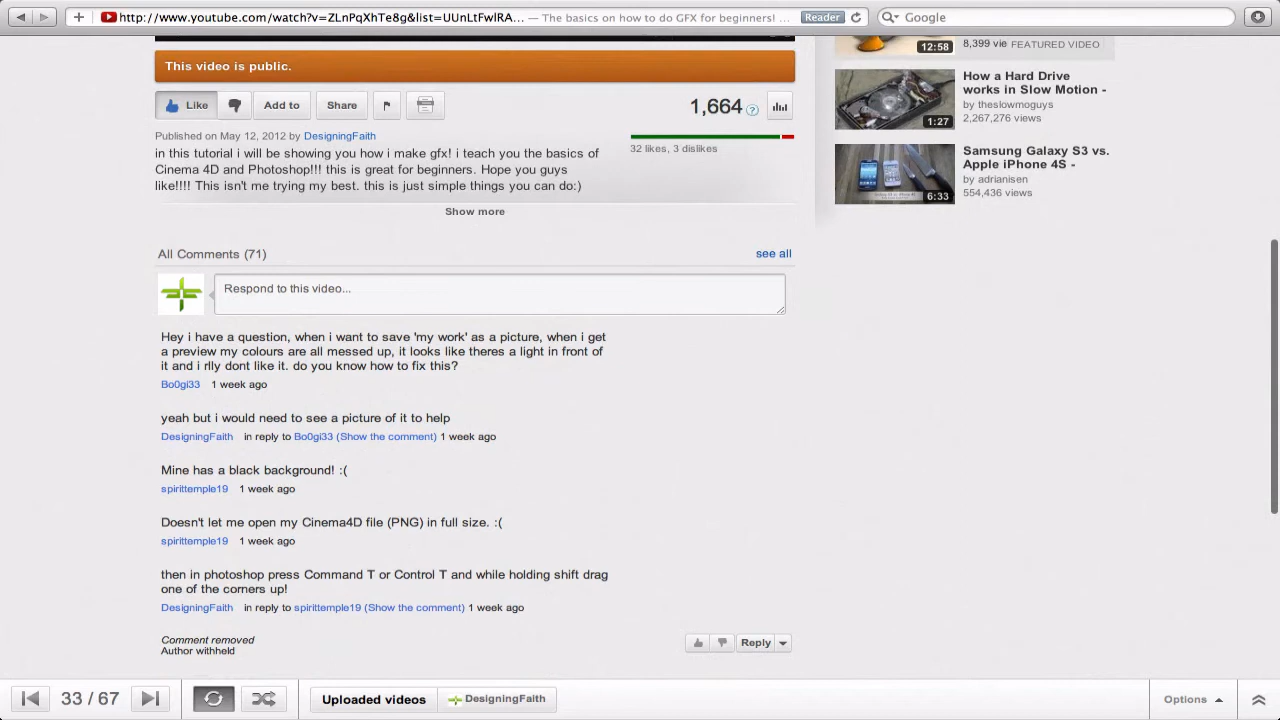 http://www.youtube.com/watch?v=ZLnPqXhTe8g&list=UUnLtFwlRA... — The basics on how to do GFX for beginners! Reader
Google
This video is public.
Like Add to Share
1,664
Published on May 12, 2012 by DesigningFaith
32 likes, 3 dislikes
in this tutorial i will be showing you how i make gfx! i teach you the basics of
Cinema 4D and Photoshop!!! this is great for beginners. Hope you guys
like!!!! This isn't me trying my best. this is just simple things you can do:)
Show more
12:58
8,399 vie FEATURED VIDEO
How a Hard Drive
works in Slow Motion -
by theslowmoguys
2,267,276 views
1:27
Samsung Galaxy S3 vs.
Apple iPhone 4S -
by adrianisen
554,436 views
6:33
All Comments (71)
see all
Respond to this video...
Hey i have a question, when i want to save 'my work' as a picture, when i get
a preview my colours are all messed up, it looks like theres a light in front of
it and i rlly dont like it. do you know how to fix this?
Bo0gi33 1 week ago
yeah but i would need to see a picture of it to help
DesigningFaith in reply to Bo0gi33 (Show the comment) 1 week ago
Mine has a black background! :(
spirittemple19 1 week ago
Doesn't let me open my Cinema4D file (PNG) in full size. :(
spirittemple19 1 week ago
then in photoshop press Command T or Control T and while holding shift drag
one of the corners up!
DesigningFaith in reply to spirittemple19 (Show the comment) 1 week ago
Comment removed
Author withheld
Reply
33 / 67
Uploaded videos
DesigningFaith
Options